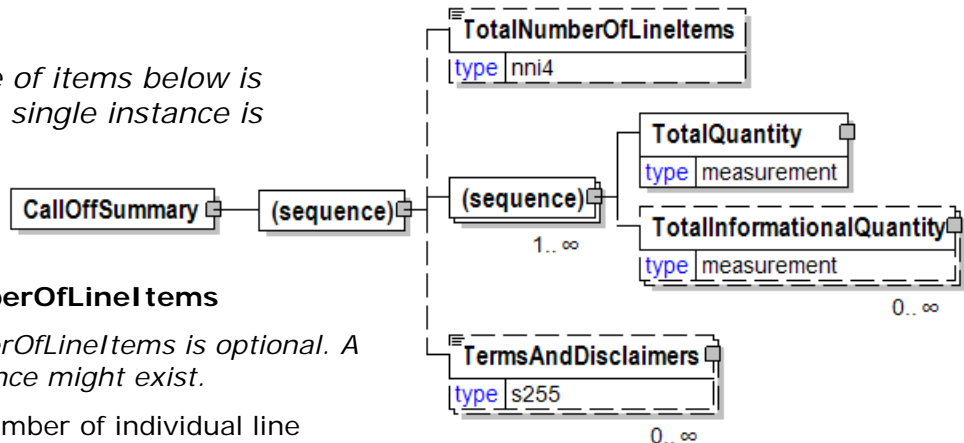 TotalNumberOfLineItems
type nni4
e of items below is
single instance is
TotalQuantity
type measurement
CallOffSummary
(sequence)
(sequence)
1.. ∞
TotalInformationalQuantity
type measurement
0.. ∞
berOfLineItems
erOfLineItems is optional. A
nce might exist.
TermsAndDisclaimers
type s255
mber of individual line
0.. ∞